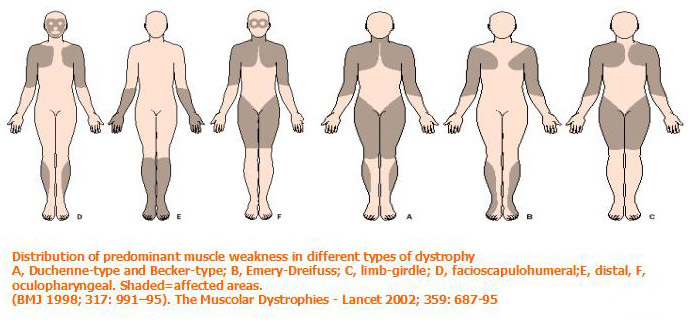 D E F A B C
Distribution of predominant muscle weakness in different types of dystrophy
A, Duchenne-type and Becker-type; B, Emery-Dreifuss; C, limb-girdle; D, facioscapulohumeral;E, distal, F,
oculopharyngeal. Shaded=affected areas.
(BMJ 1998; 317: 991–95). The Muscolar Dystrophies - Lancet 2002; 359: 687-95